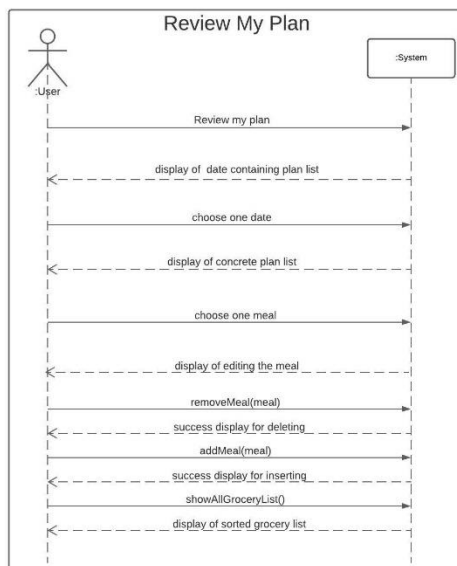 Review My Plan
:System
:User
Review my plan
display of date containing plan list
choose one date
display of concrete plan list
choose one meal
display of editing the meal
removeMeal(meal)
success display for deleting
addMeal(meal)
success display for inserting
showAllGroceryList()
display of sorted grocery list